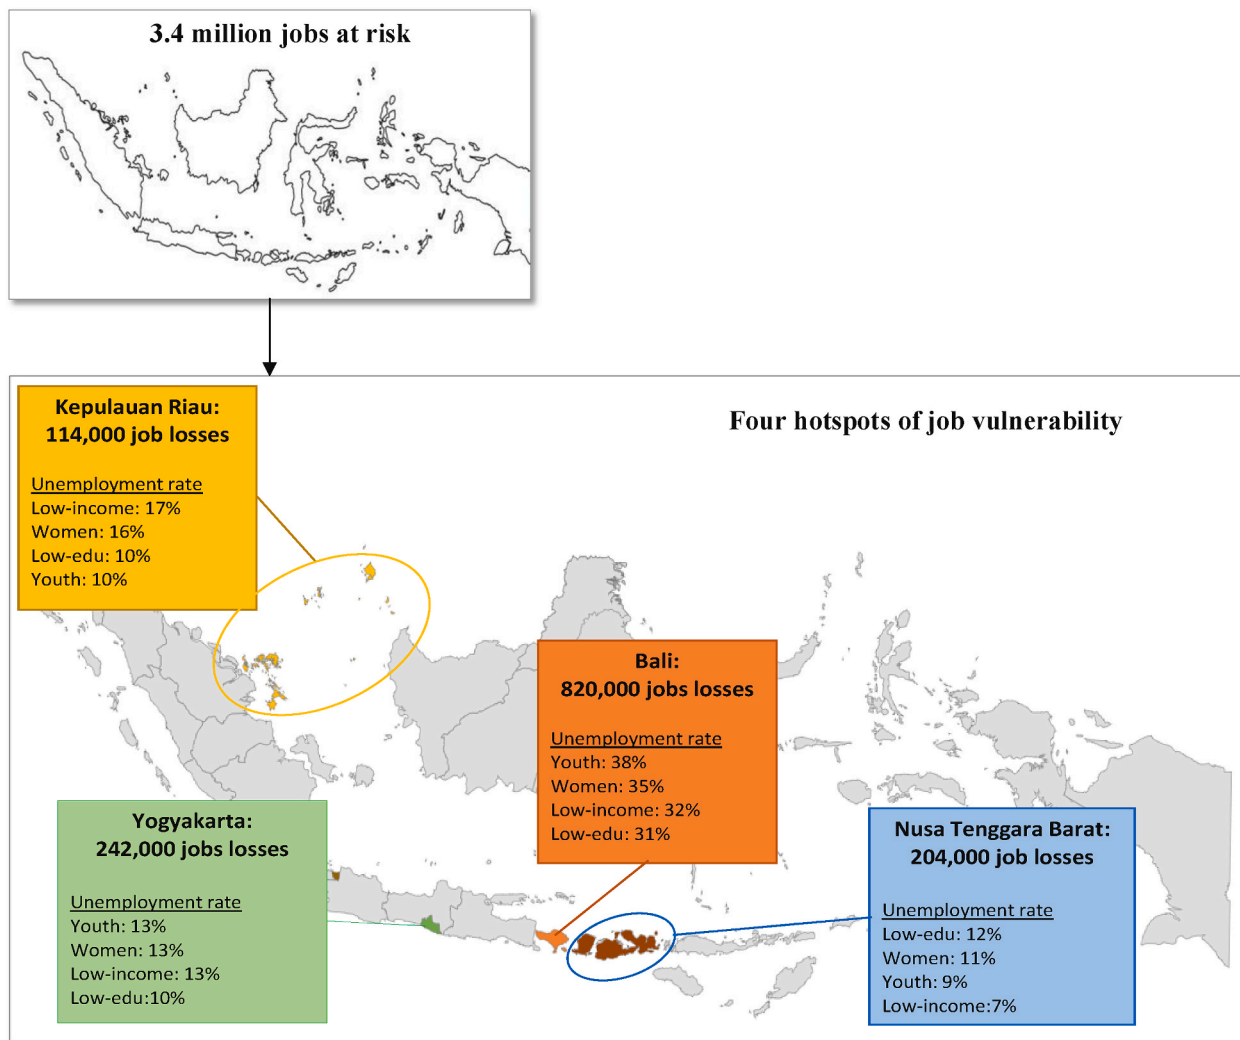 3.4 million jobs at risk
Kepulauan Riau:
114,000 job losses
Unemployment rate
Low-income: 17%
Women: 16%
Low-edu: 10%
Youth: 10%
Four hotspots of job vulnerability
Bali:
820,000 jobs losses
Unemployment rate
Youth: 38%
Women: 35%
Low-income: 32%
Low-edu: 31%
Yogyakarta:
242,000 jobs losses
Unemployment rate
Youth: 13%
Women: 13%
Low-income: 13%
Low-edu:10%
Nusa Tenggara Barat:
204,000 job losses
Unemployment rate
Low-edu: 12%
Women: 11%
Youth: 9%
Low-income:7%